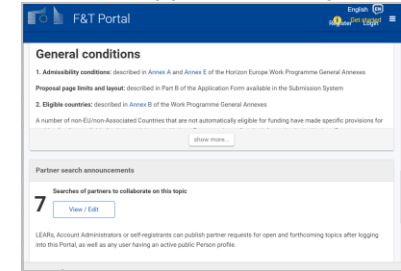 English EN
F&T Portal
Register Login
Get started
General conditions
1. Admissibility conditions: described in Annex A and Annex E of the Horizon Europe Work Programme General Annexes
Proposal page limits and layout: described in Part B of the Application Form available in the Submission System
2. Eligible countries: described in Annex B of the Work Programme General Annexes
A number of non-EU/non-Associated Countries that are not automatically eligible for funding have made specific provisions for
show more...
Partner search announcements
Searches of partners to collaborate on this topic
7
View / Edit
LEARs, Account Administrators or self-registrants can publish partner requests for open and forthcoming topics after logging
into this Portal, as well as any user having an active public Person profile.